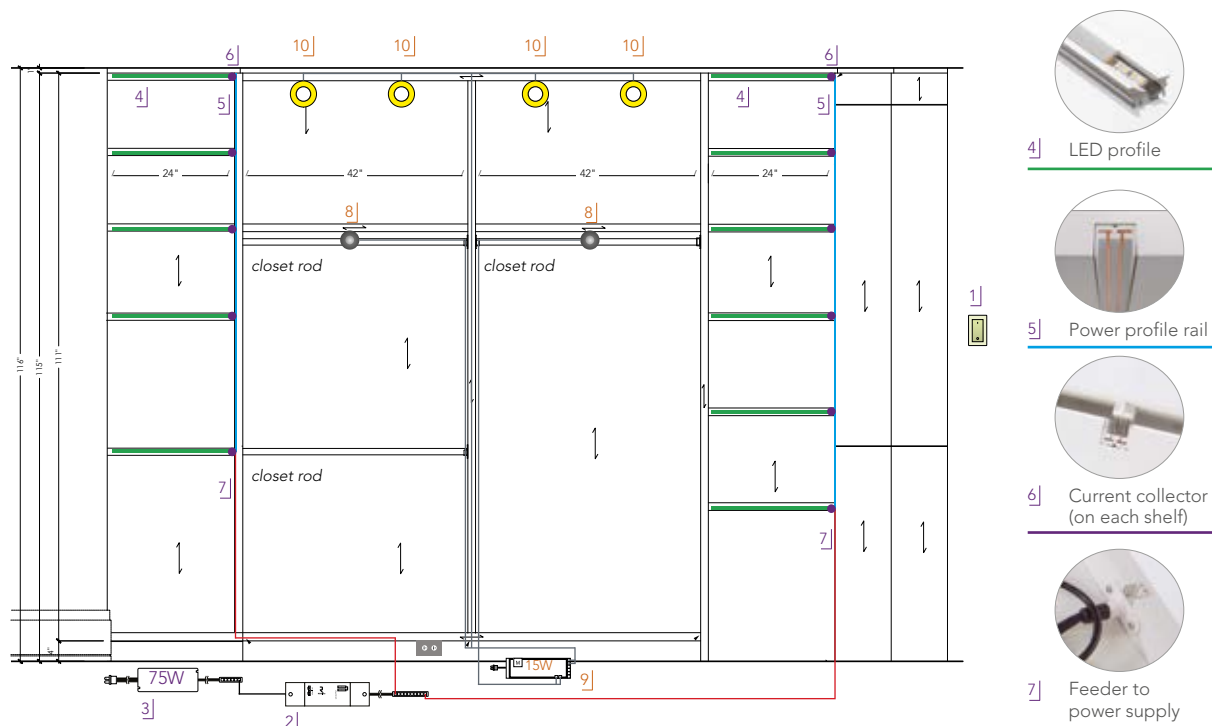 6
10
10
10
10
6
4
5
4
5
4 LED profile
24"
42"
42"
24"
8
8
closet rod
closet rod
1
5 Power profile rail
116"
115"
111"
1"
closet rod
6 Current collector
(on each shelf)
7
7
4"
75W
M
15W
3
2
9
7 Feeder to
power supply